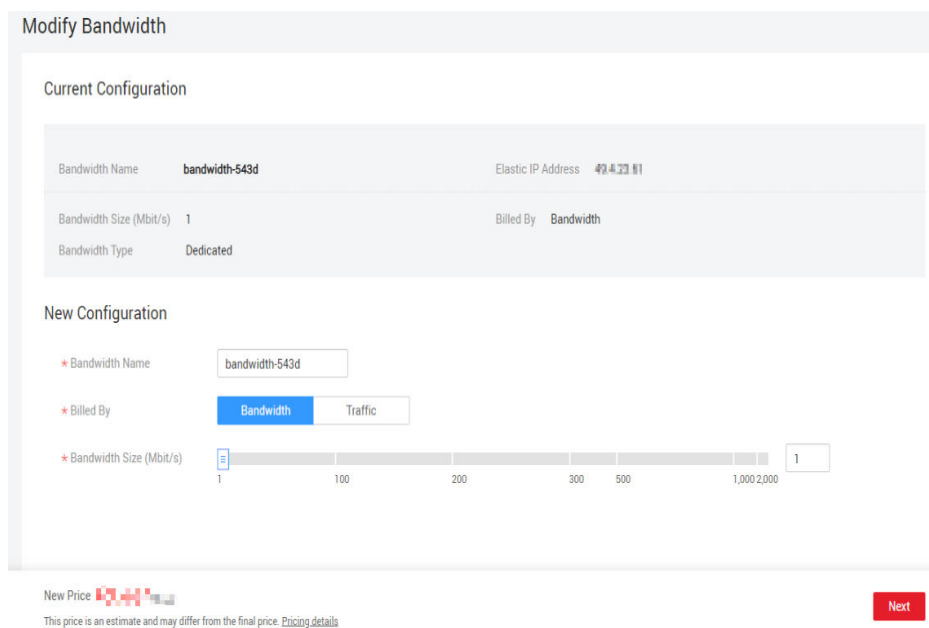 Modify Bandwidth
Current Configuration
Bandwidth Name bandwidth-543d Elastic IP Address
Bandwidth Size (Mbit/s) 1 Billed By Bandwidth
Bandwidth Type Dedicated
New Configuration
* Bandwidth Name bandwidth-543d
* Billed By Bandwidth Traffic
* Bandwidth Size (Mbit/s) 1
1 100 200 300 500 1,000 2,000
New Price
Next
This price is an estimate and may differ from the final price. Pricing details